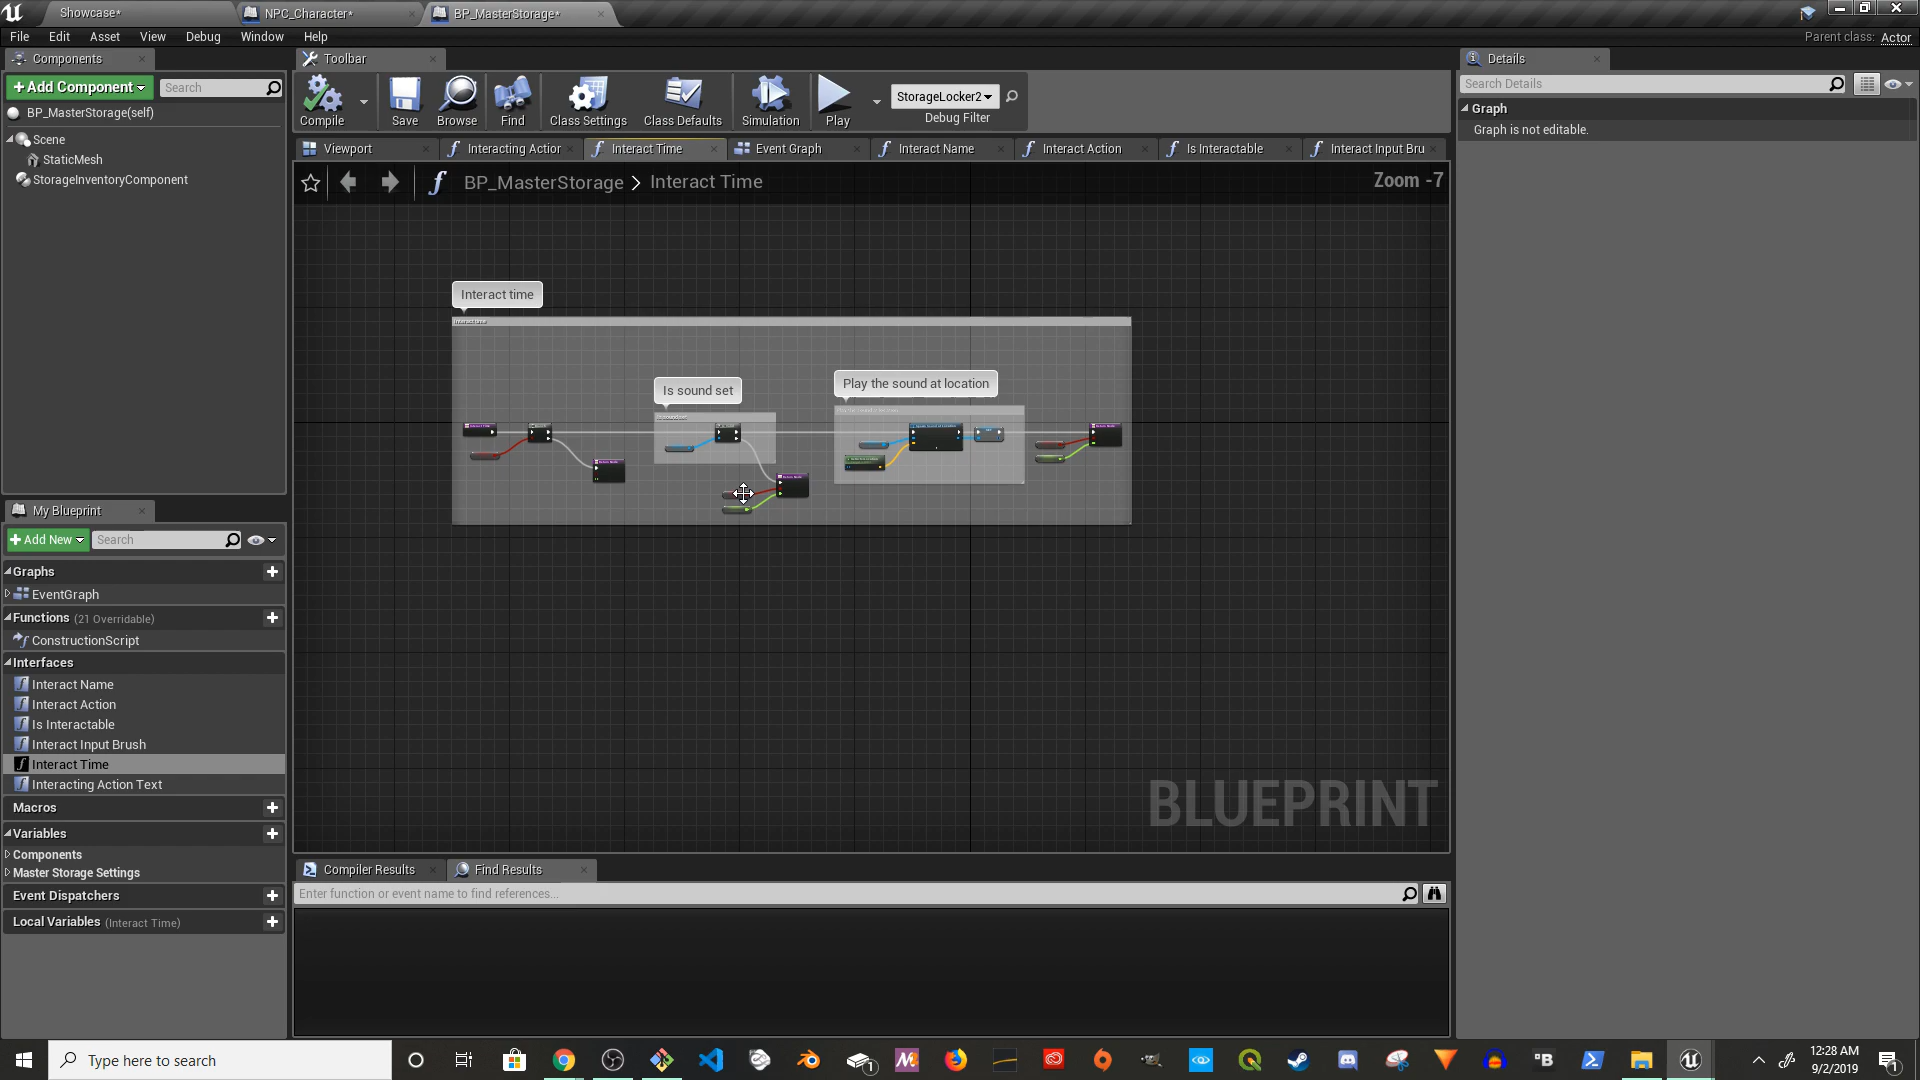 Showcase*
NPC_Character*
BP_MasterStorage*
File Edit Asset View Debug Window Help
Parent class: Actor
Components
Toolbar
Details
+Add Component
Search
Search Details
BP_MasterStorage(self)
Scene
StaticMesh
StorageInventoryComponent
Compile
Save
Browse
Find
Class Settings
Class Defaults
Simulation
Play
StorageLocker2
Debug Filter
Graph
Graph is not editable.
Viewport
Interacting Action
Interact Time
Event Graph
Interact Name
Interact Action
Is Interactable
Interact Input Bru
BP_MasterStorage > Interact Time
Zoom -7
Interact time
Is sound set
Play the sound at location
BLUEPRINT
My Blueprint
+Add New
Search
Graphs
EventGraph
Functions (21 Overridable)
ConstructionScript
Interfaces
Interact Name
Interact Action
Is Interactable
Interact Input Brush
Interact Time
Interacting Action Text
Macros
Variables
Components
Master Storage Settings
Event Dispatchers
Local Variables (Interact Time)
Compiler Results
Find Results
Enter function or event name to find references...
Type here to search
12:28 AM
9/2/2019